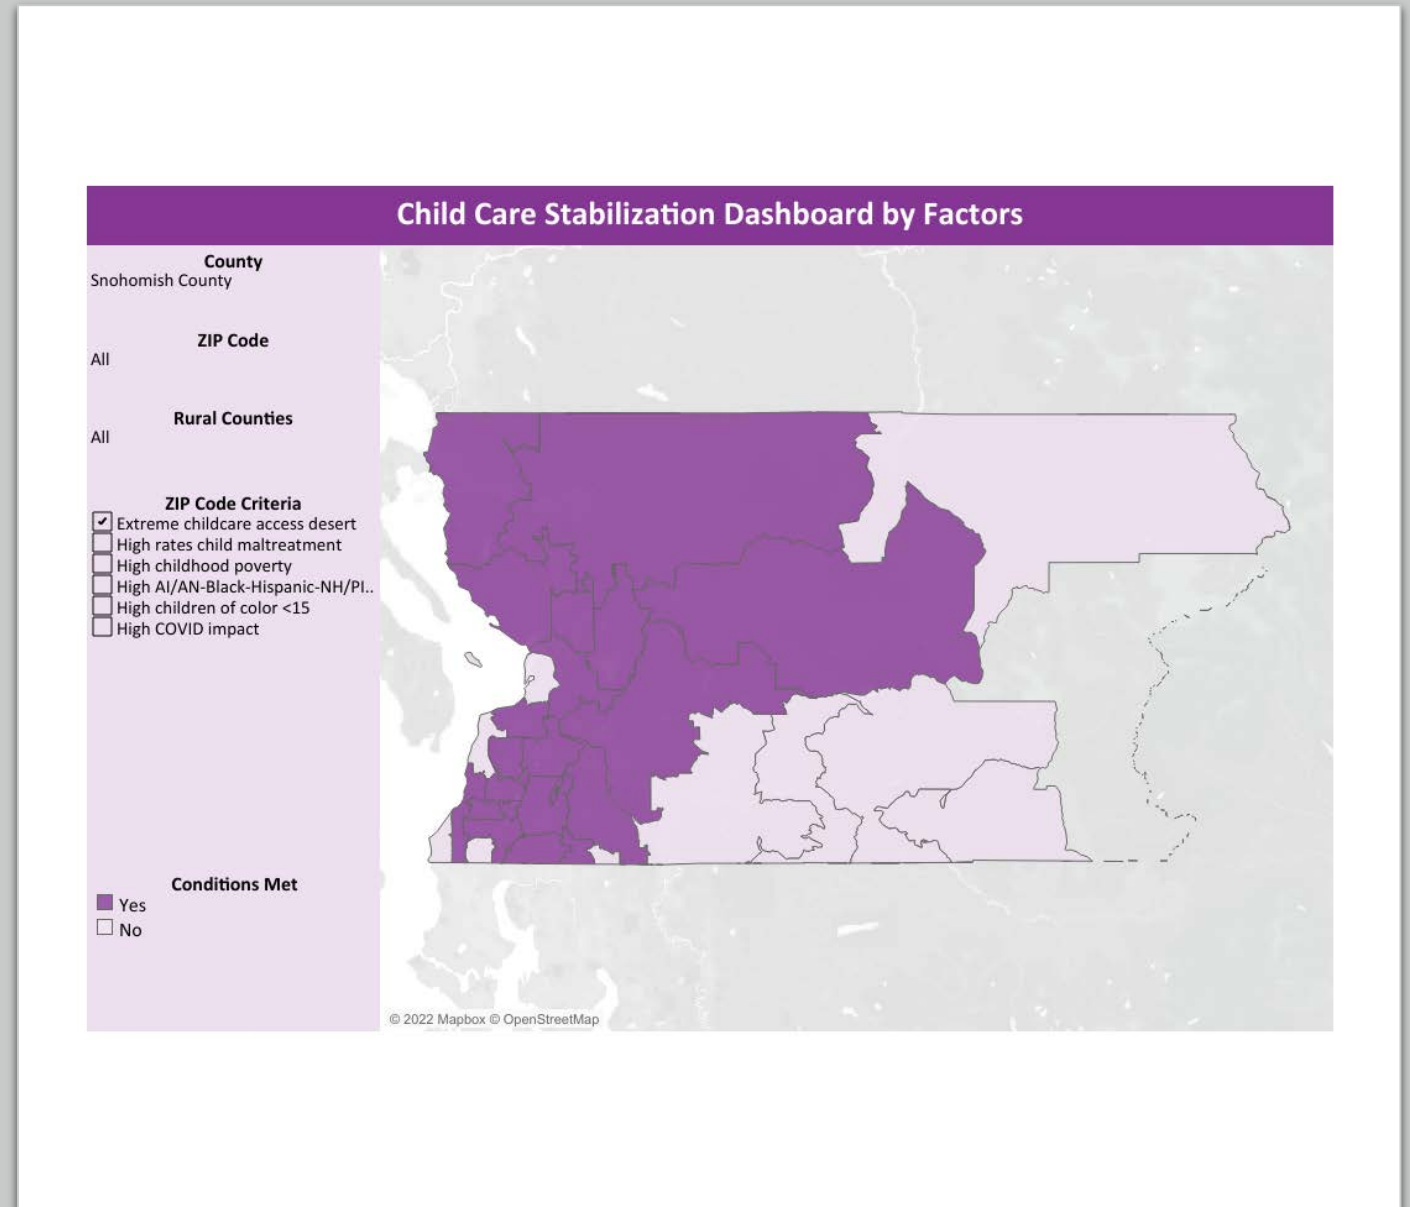 Child Care Stabilization Dashboard by Factors
County
Snohomish County
ZIP Code
All
Rural Counties
All
ZIP Code Criteria
Extreme childcare access desert
High rates child maltreatment
High childhood poverty
High AI/AN-Black-Hispanic-NH/PI..
High children of color <15
High COVID impact
Conditions Met
Yes
No
© 2022 Mapbox © OpenStreetMap